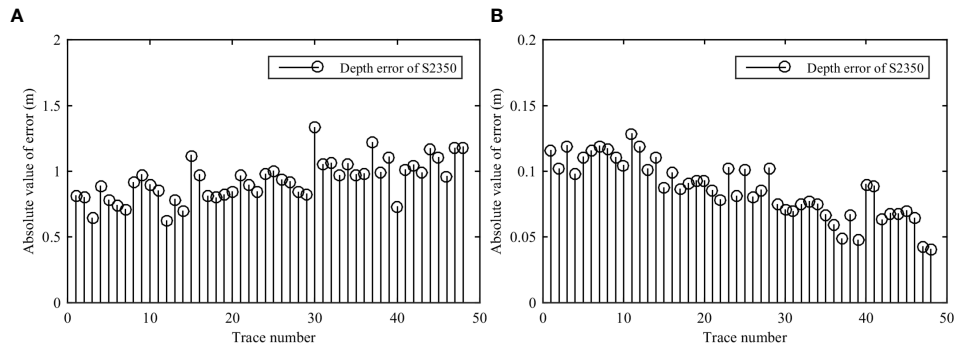 A
2
1.5
1
0.5
0
0
10
20
30
40
50
Absolute value of error (m)
Trace number
Depth error of S2350
B
0.2
0.15
0.1
0.05
0
0
10
20
30
40
50
Absolute value of error (m)
Trace number
Depth error of S2350